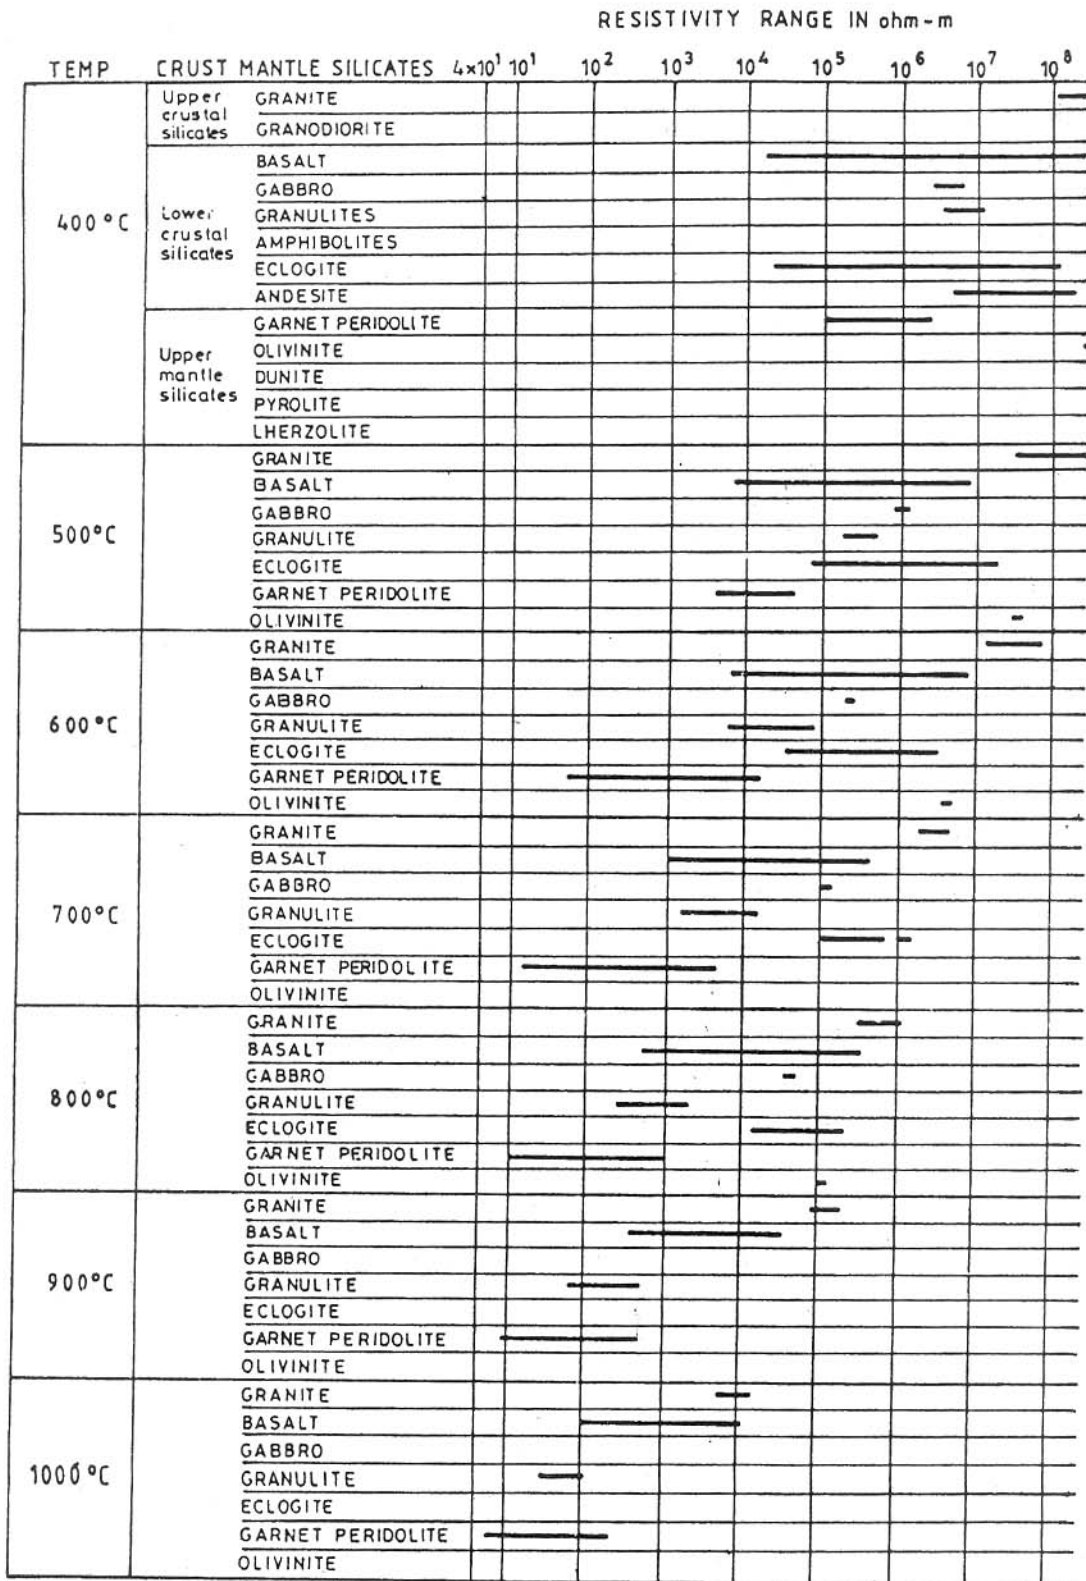 RESISTIVITY RANGE IN ohm-m
TEMP CRUST MANTLE SILICATES 4×10¹ 10¹ 10² 10³ 10⁴ 10⁵ 10⁶ 10⁷ 10⁸
400°C
Upper crustal silicates
GRANITE
GRANODIORITE
Lower crustal silicates
BASALT
GABBRO
GRANULITES
AMPHIBOLITES
ECLOGITE
ANDESITE
Upper mantle silicates
GARNET PERIDOLITE
OLIVINITE
DUNITE
PYROLITE
LHERZOLITE
500°C
GRANITE
BASALT
GABBRO
GRANULITE
ECLOGITE
GARNET PERIDOLITE
OLIVINITE
600°C
GRANITE
BASALT
GABBRO
GRANULITE
ECLOGITE
GARNET PERIDOLITE
OLIVINITE
700°C
GRANITE
BASALT
GABBRO
GRANULITE
ECLOGITE
GARNET PERIDOLITE
OLIVINITE
800°C
GRANITE
BASALT
GABBRO
GRANULITE
ECLOGITE
GARNET PERIDOLITE
OLIVINITE
900°C
GRANITE
BASALT
GABBRO
GRANULITE
ECLOGITE
GARNET PERIDOLITE
OLIVINITE
1000°C
GRANITE
BASALT
GABBRO
GRANULITE
ECLOGITE
GARNET PERIDOLITE
OLIVINITE